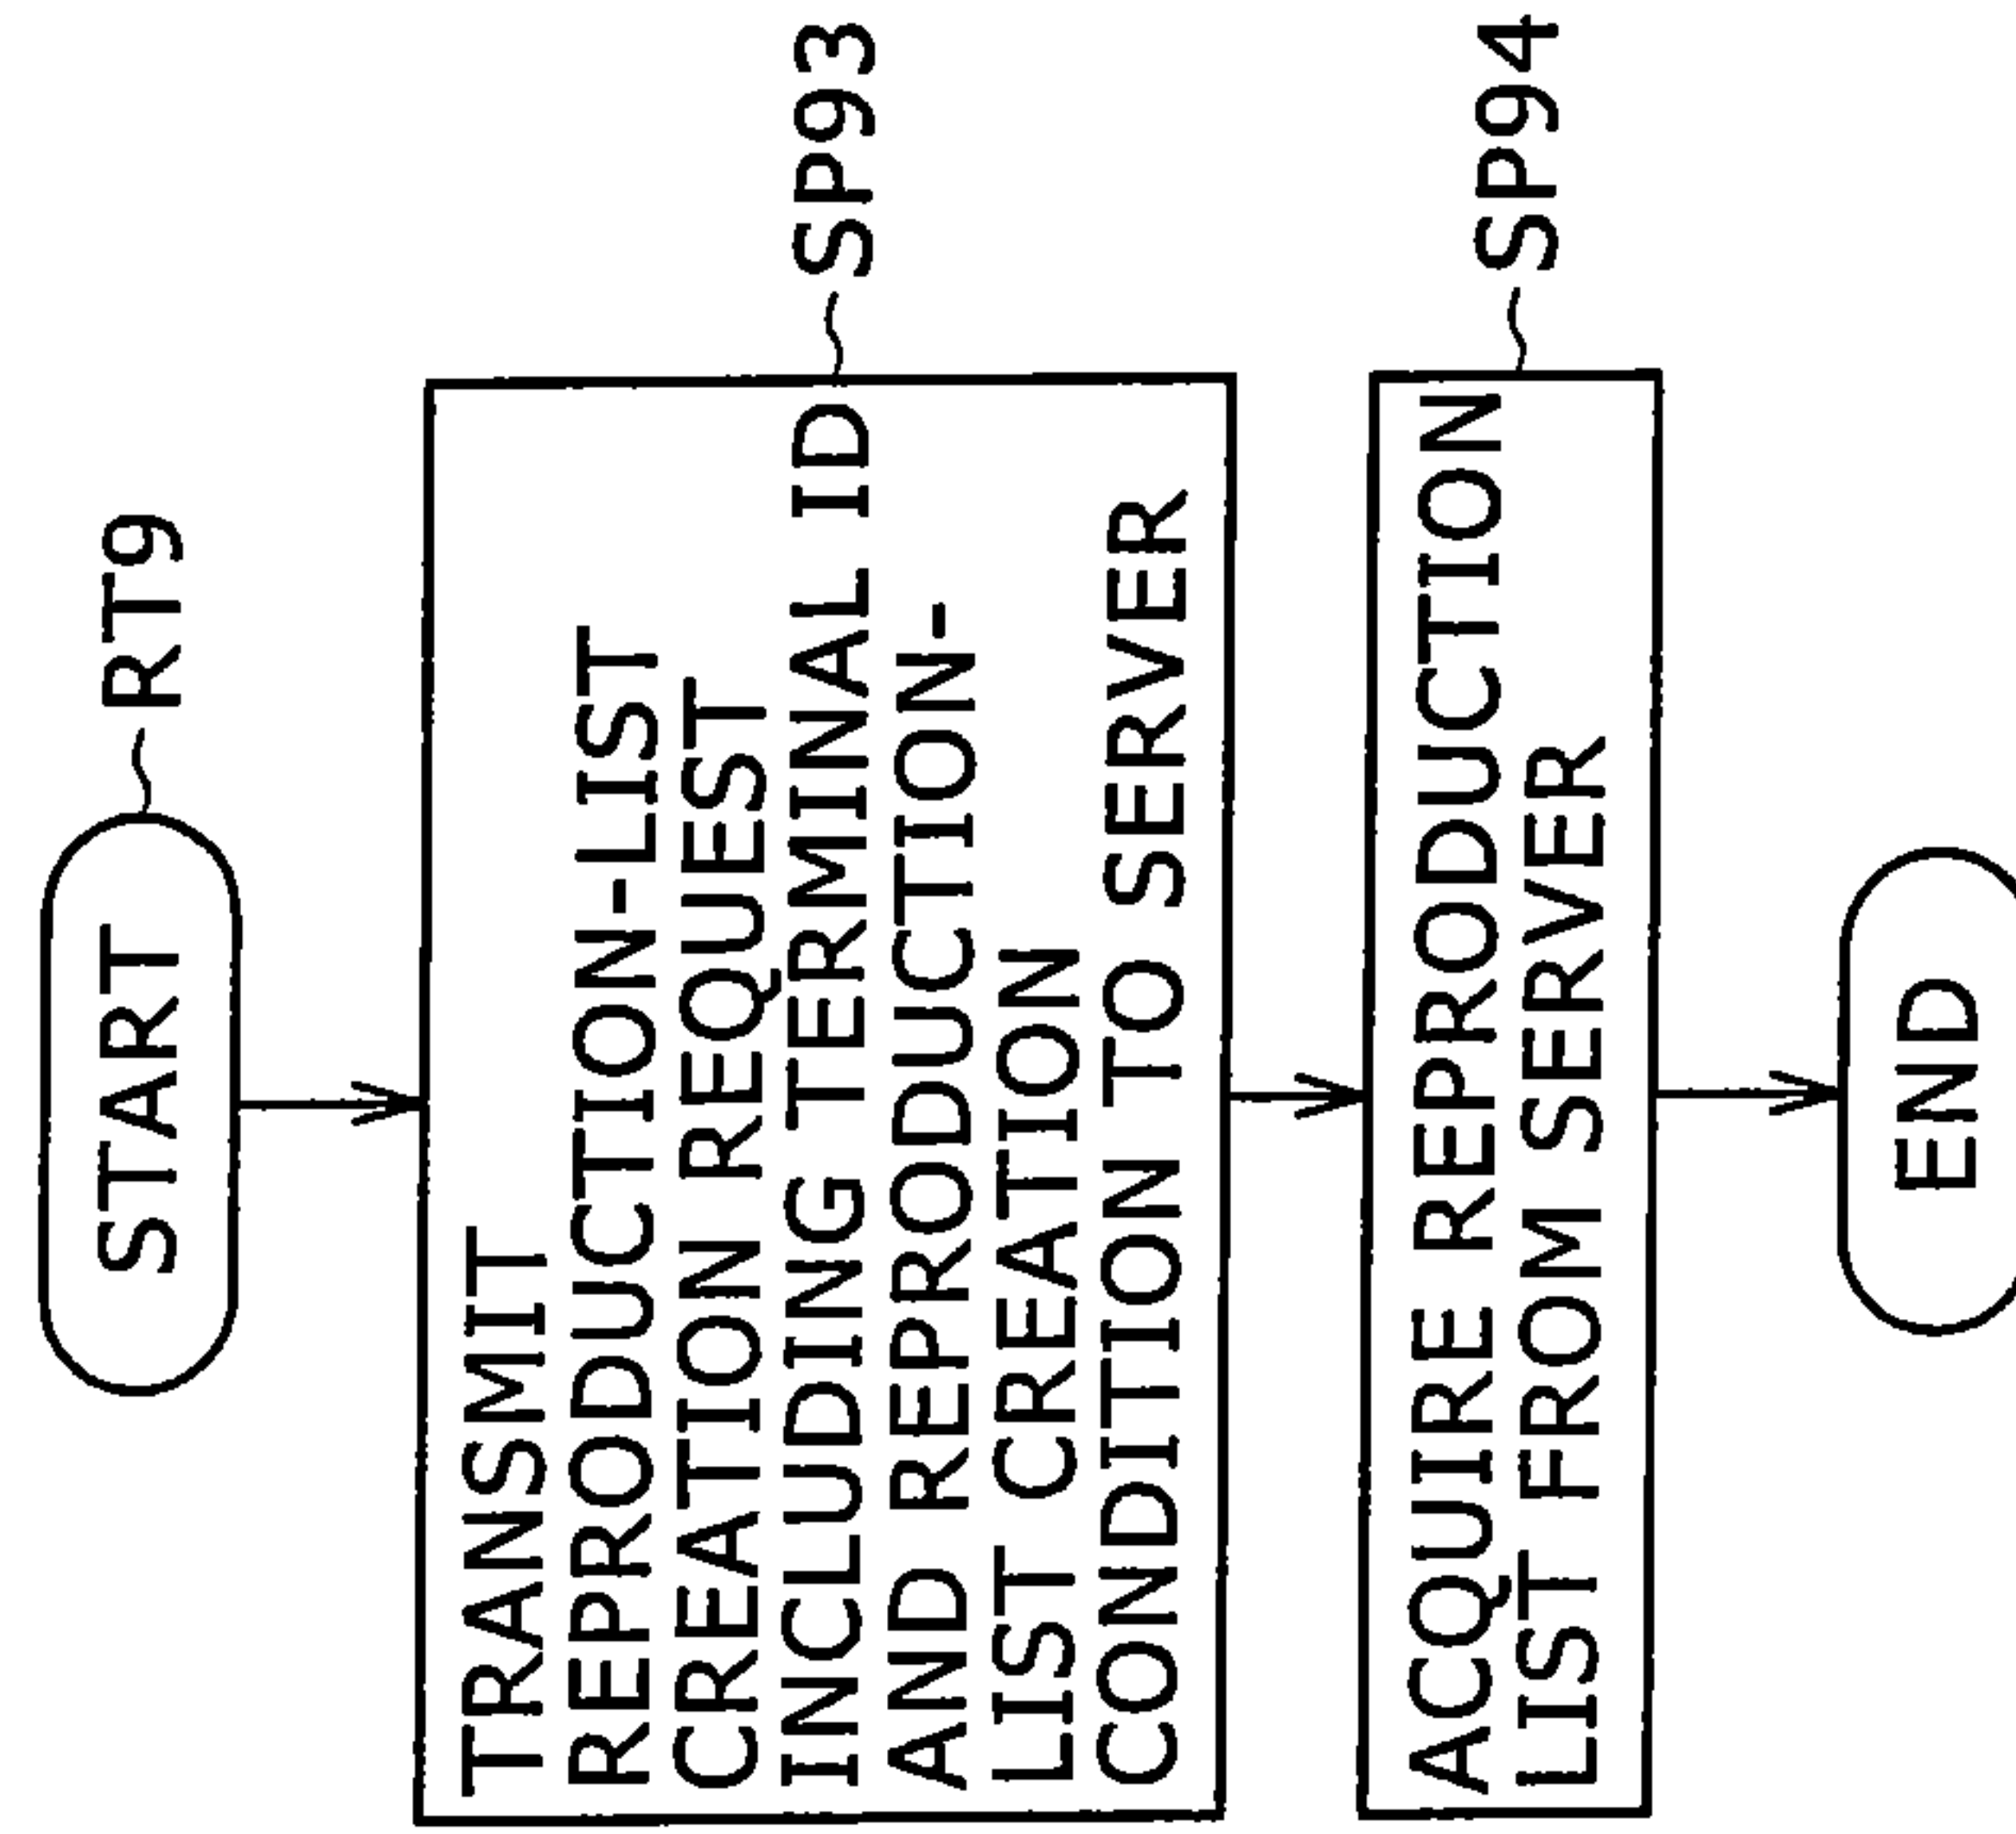 START
RT9
TRANSMIT
REPRODUCTION-LIST
CREATION REQUEST
INCLUDING TERMINAL ID
AND REPRODUCTION-
LIST CREATION
CONDITION TO SERVER
SP93
ACQUIRE REPRODUCTION
LIST FROM SERVER
SP94
END